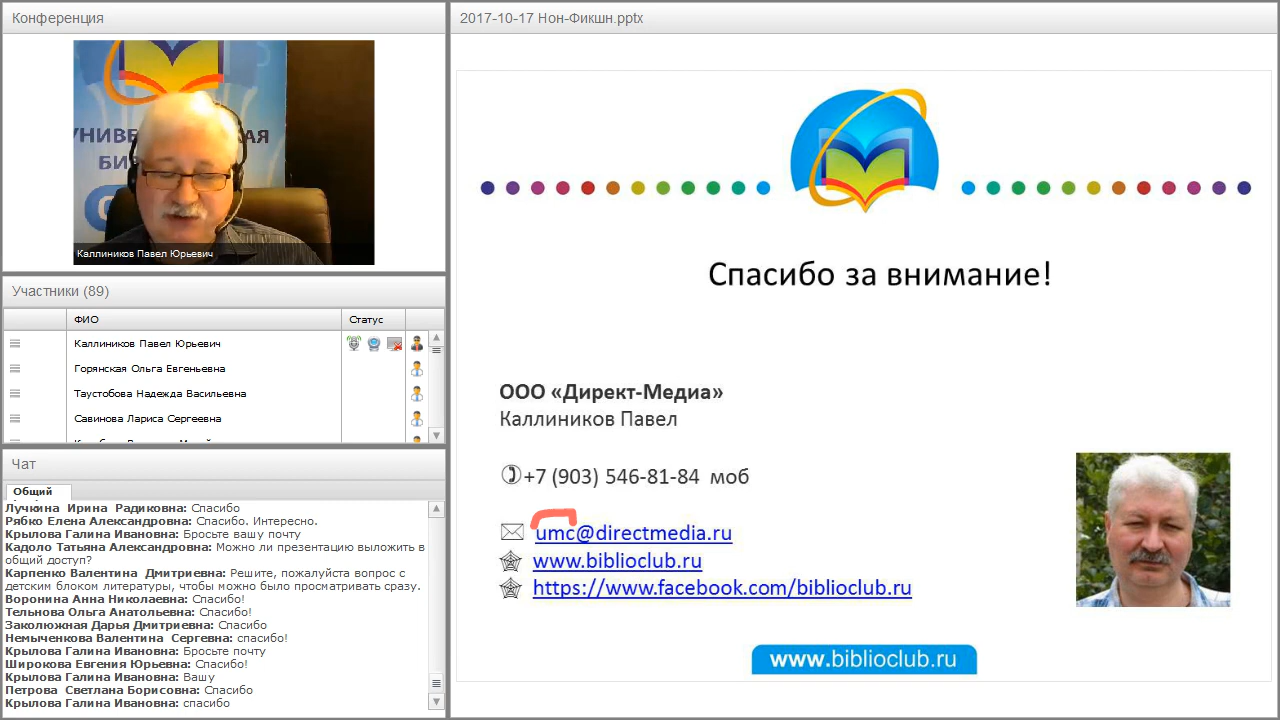 Конференция
УНИВЕ
КАЯ
БИ
Каллиников Павел Юрьевич
Участники (89)
ФИО Статус
Каллиников Павел Юрьевич
Горянская Ольга Евгеньевна
Таустобова Надежда Васильевна
Савинова Лариса Сергеевна
Чат
Общий
Лучкина Ирина Радиковна: Спасибо
Рябко Елена Александровна: Спасибо. Интересно.
Крылова Галина Ивановна: Бросьте вашу почту
Кадоло Татьяна Александровна: Можно ли презентацию выложить в
общий доступ?
Карпенко Валентина Дмитриевна: Решите, пожалуйста вопрос с
детским блоком литературы, чтобы можно было просматривать сразу.
Воронина Анна Николаевна: Спасибо!
Тельнова Ольга Анатольевна: Спасибо!
Заколюжная Дарья Дмитриевна: Спасибо
Немыченкова Валентина Сергевна: спасибо!
Крылова Галина Ивановна: Бросьте почту
Широкова Евгения Юрьевна: Спасибо!
Крылова Галина Ивановна: Вашу
Петрова Светлана Борисовна: Спасибо
Крылова Галина Ивановна: спасибо
2017-10-17 Нон-Фикшн.pptx
Спасибо за внимание!
ООО «Директ-Медиа»
Каллиников Павел
+7 (903) 546-81-84 моб
umc@directmedia.ru
www.biblioclub.ru
https://www.facebook.com/biblioclub.ru
www.biblioclub.ru